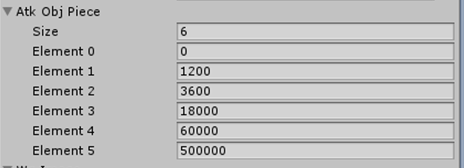 Atk Obj Piece
Size 6
Element 0 0
Element 1 1200
Element 2 3600
Element 3 18000
Element 4 60000
Element 5 500000